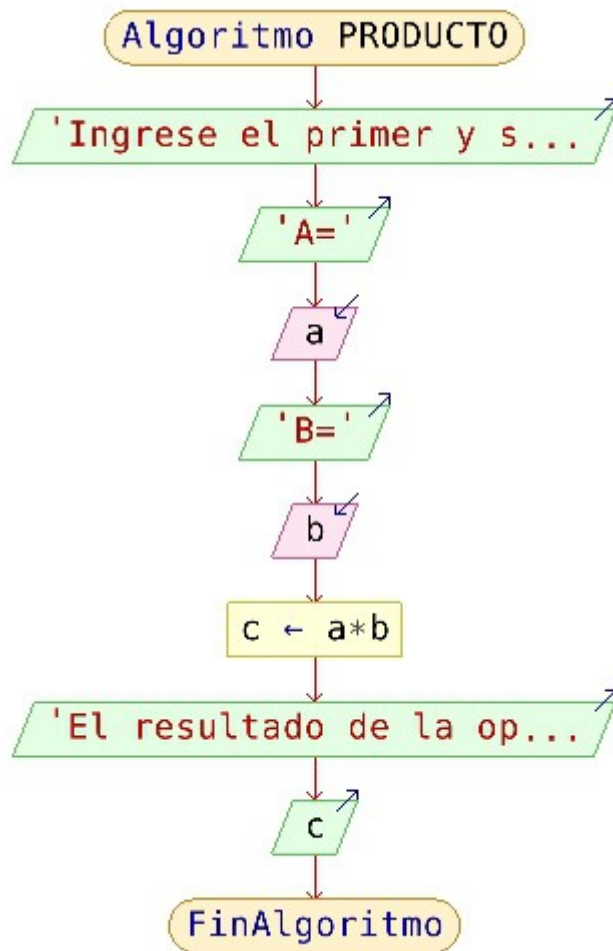 Algoritmo PRODUCTO
'Ingrese el primer y s...
'A='
a
'B='
b
c ← a*b
'El resultado de la op...
c
FinAlgoritmo